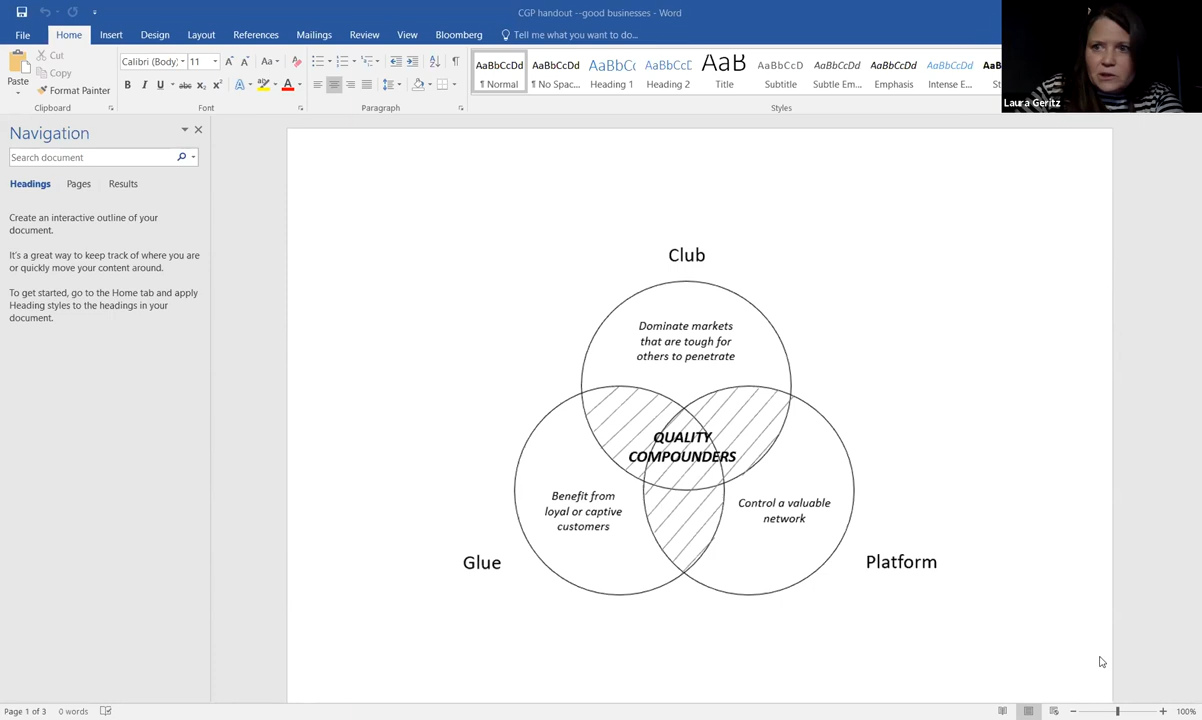 CGP handout --good businesses - Word
File Home Insert Design Layout References Mailings Review View Bloomberg Tell me what you want to do...
Laura Geritz
Paste
Cut
Copy
Format Painter
Clipboard
Calibri (Body) 11
Font
Paragraph
AaBbCcDd AaBbCcDd AaBbCc AaBbCcC AaB AaBbCcDd AaBbCcDd AaBbCcDd AaBbCcDd
¶ Normal ¶ No Spac... Heading 1 Heading 2 Title Subtitle Subtle Em... Emphasis Intense E...
Styles
Navigation
Search document
Headings Pages Results
Create an interactive outline of your
document.
It's a great way to keep track of where you are
or quickly move your content around.
To get started, go to the Home tab and apply
Heading styles to the headings in your
document.
Club
Dominate markets
that are tough for
others to penetrate
QUALITY
COMPOUNDERS
Benefit from
loyal or captive
customers
Control a valuable
network
Glue
Platform
Page 1 of 3 0 words
100%